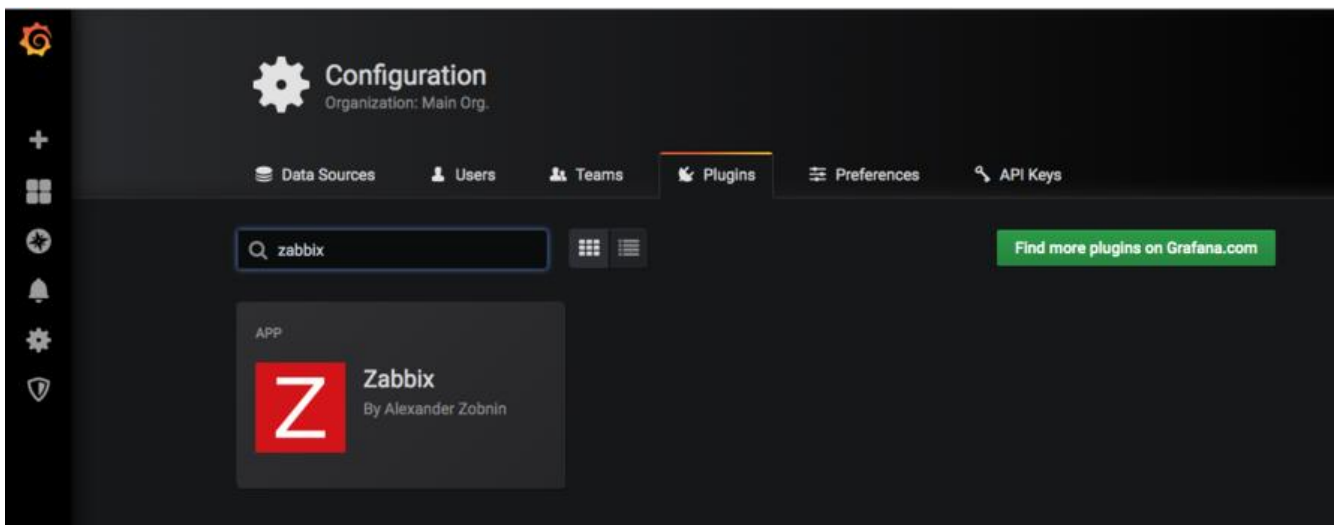 Configuration
Organization: Main Org.
Data Sources Users Teams Plugins Preferences API Keys
zabbix Find more plugins on Grafana.com
APP
Z
Zabbix
By Alexander Zobnin